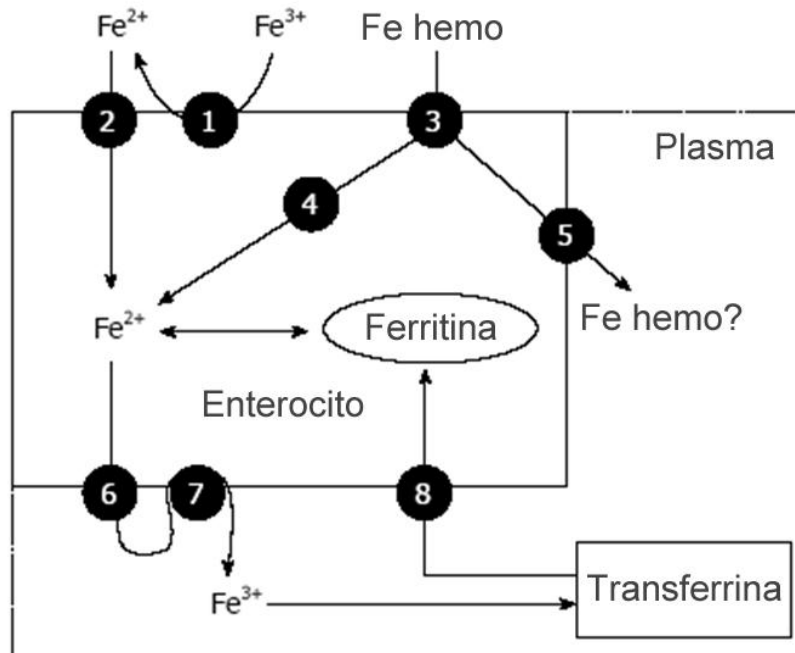 Fe²⁺ Fe³⁺ Fe hemo
2 1 3
Plasma
4
5
Fe²⁺ Ferritina Fe hemo?
Enterocito
6 7 8
Fe³⁺ Transferrina